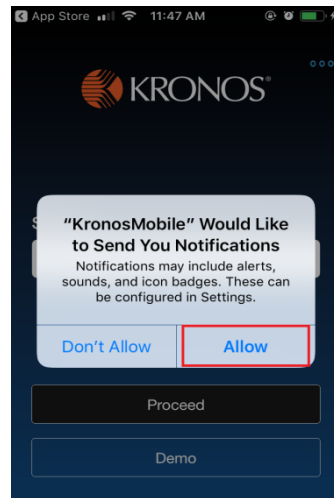 App Store 11:47 AM
KRONOS®
S
"KronosMobile" Would Like
to Send You Notifications
Notifications may include alerts,
sounds, and icon badges. These can
be configured in Settings.
Don't Allow Allow
Proceed
Demo